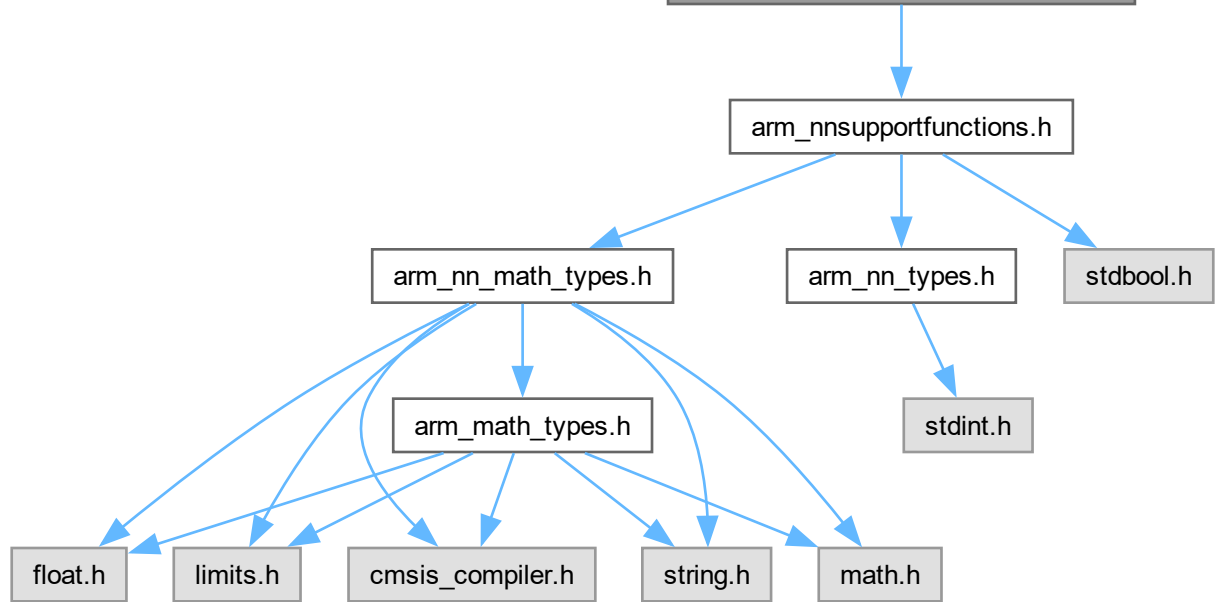 arm_nnsupportfunctions.h
arm_nn_math_types.h
arm_nn_types.h
stdbool.h
arm_math_types.h
stdint.h
float.h
limits.h
cmsis_compiler.h
string.h
math.h